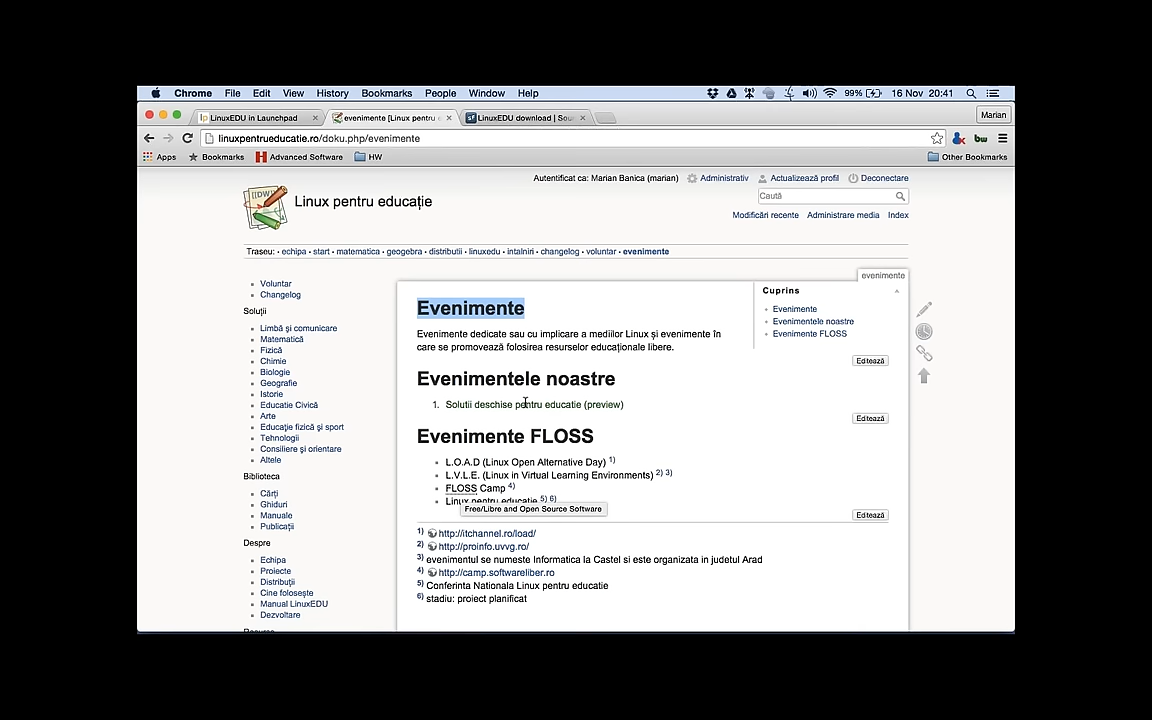 Chrome File Edit View History Bookmarks People Window Help 99% 16 Nov 20:41
LinuxEDU in Launchpad × evenimente [Linux pentru e × LinuxEDU download | Sou × Marian
linuxpentrueducatie.ro/doku.php/evenimente
Apps Bookmarks Advanced Software HW Other Bookmarks
Autentificat ca: Marian Banica (marian) Administrativ Actualizează profil Deconectare
Linux pentru educație
Caută
Modificări recente Administrare media Index
Traseu: • echipa • start • matematica • geogebra • distributii • linuxedu • intalniri • changelog • voluntar • evenimente
evenimente
Voluntar
Changelog
Soluții
Limbă și comunicare
Matematică
Fizică
Chimie
Biologie
Geografie
Istorie
Educatie Civică
Arte
Educație fizică și sport
Tehnologii
Consiliere și orientare
Altele
Biblioteca
Cărți
Ghiduri
Manuale
Publicații
Despre
Echipa
Proiecte
Distribuții
Cine folosește
Manual LinuxEDU
Dezvoltare
Evenimente
Evenimente dedicate sau cu implicare a mediilor Linux și evenimente în
care se promovează folosirea resurselor educaționale libere.
Cuprins
Evenimente
Evenimentele noastre
Evenimente FLOSS
Editează
Evenimentele noastre
1. Solutii deschise pentru educatie (preview)
Editează
Evenimente FLOSS
L.O.A.D (Linux Open Alternative Day) 1)
L.V.L.E. (Linux in Virtual Learning Environments) 2) 3)
FLOSS Camp 4)
Linux pentru educatie 5) 6)
Free/Libre and Open Source Software
Editează
1) http://itchannel.ro/load/
2) http://proinfo.uvvg.ro/
3) evenimentul se numeste Informatica la Castel si este organizata in judetul Arad
4) http://camp.softwareliber.ro
5) Conferinta Nationala Linux pentru educatie
6) stadiu: proiect planificat